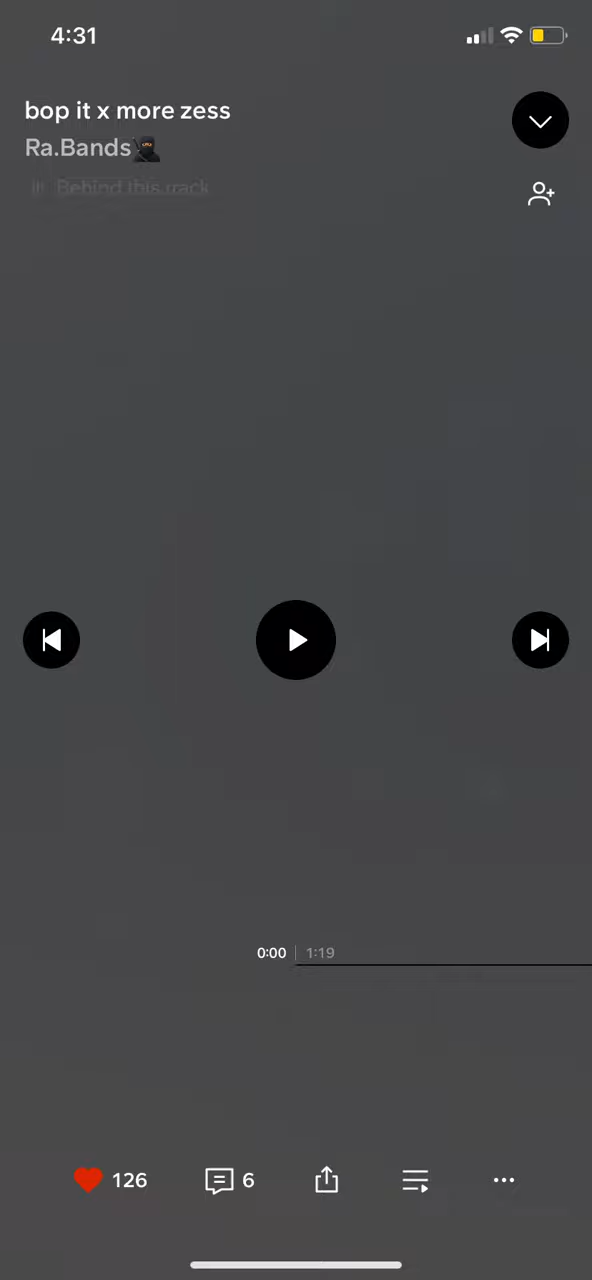 4:31
bop it x more zess
Ra.Bands🥷
Behind this track
0:00 | 1:19
126
6